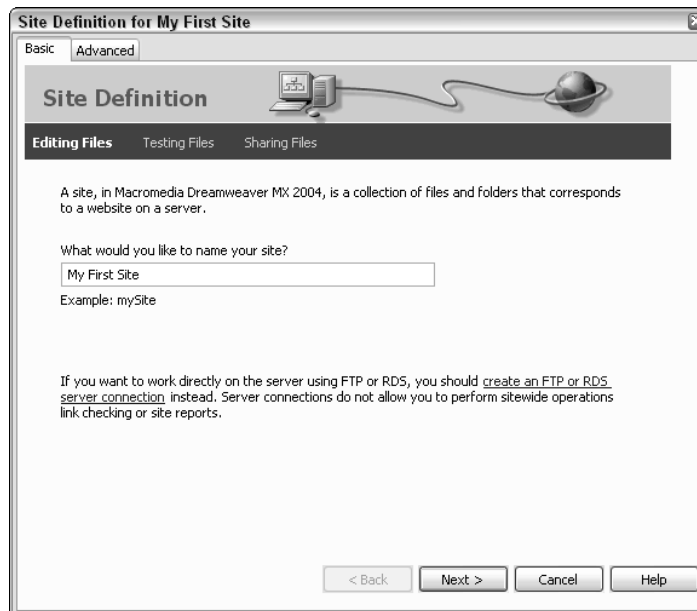 Site Definition for My First Site
Basic Advanced
Site Definition
Editing Files Testing Files Sharing Files
A site, in Macromedia Dreamweaver MX 2004, is a collection of files and folders that corresponds
to a website on a server.
What would you like to name your site?
My First Site
Example: mySite
If you want to work directly on the server using FTP or RDS, you should create an FTP or RDS
server connection instead. Server connections do not allow you to perform sitewide operations
link checking or site reports.
< Back Next > Cancel Help